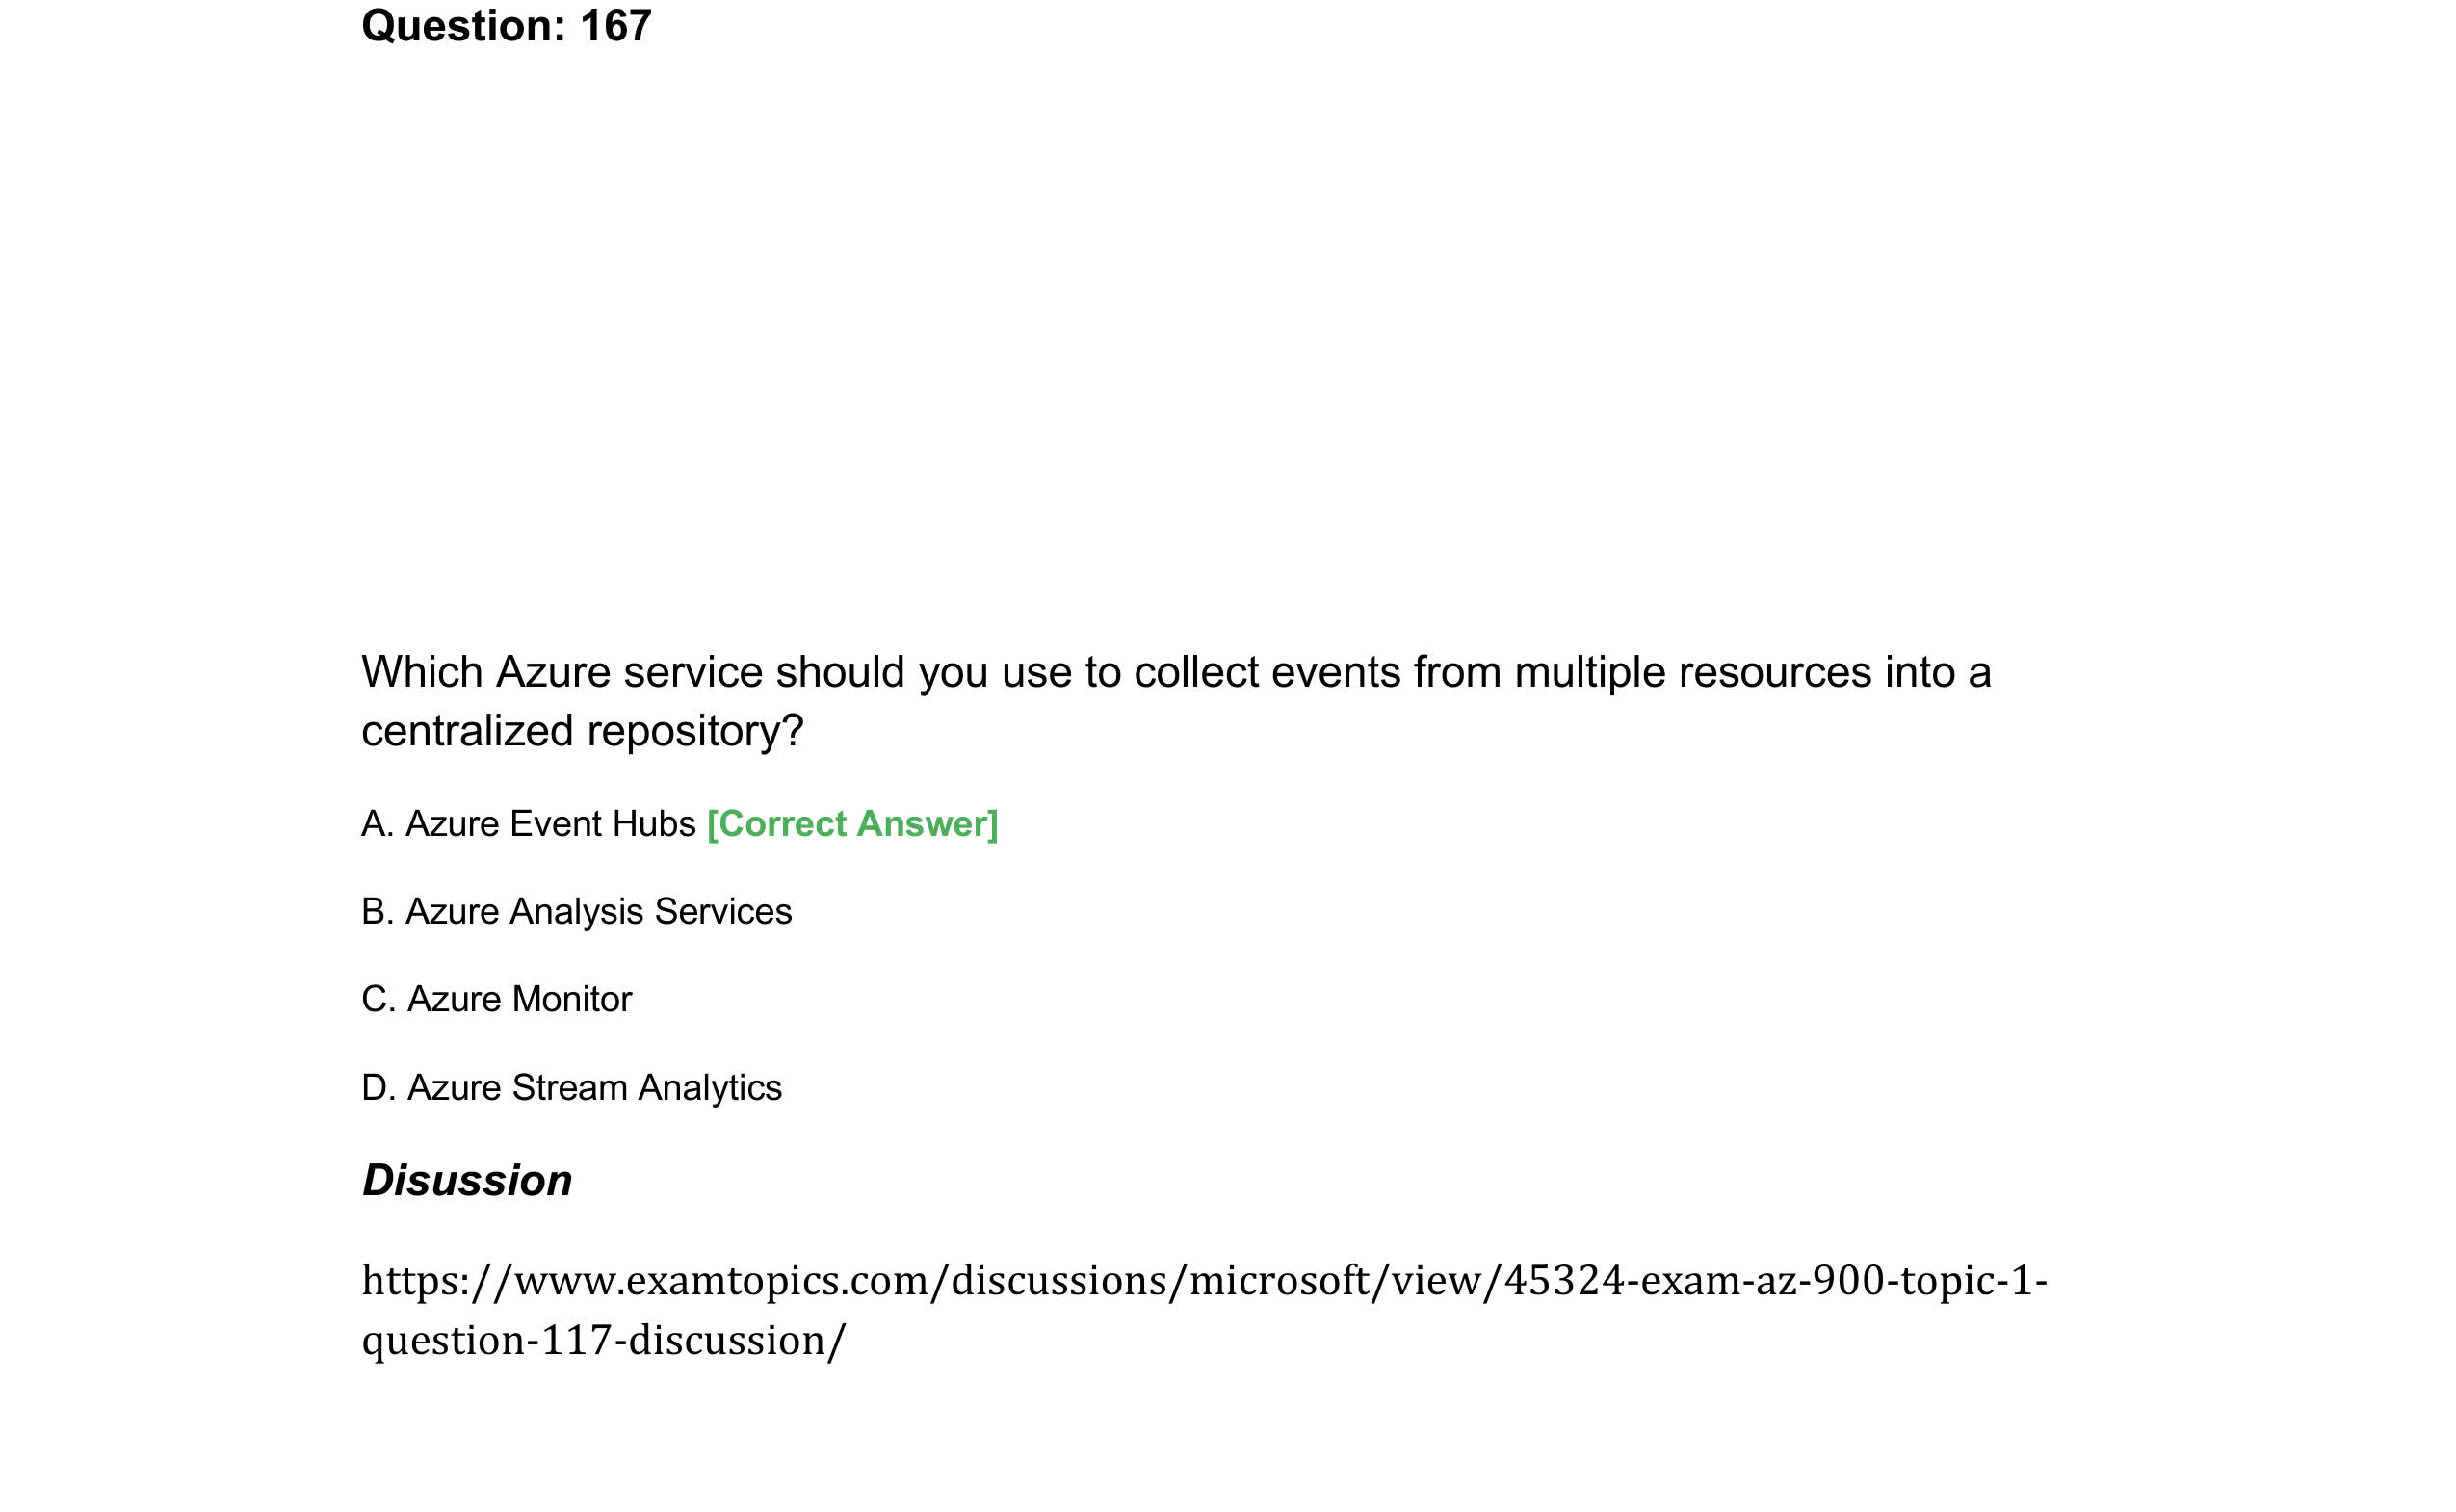 Question: 167
Which Azure service should you use to collect events from multiple resources into a
centralized repository?
A. Azure Event Hubs [Correct Answer]
B. Azure Analysis Services
C. Azure Monitor
D. Azure Stream Analytics
Disussion
https://www.examtopics.com/discussions/microsoft/view/45324-exam-az-900-topic-1-
question-117-discussion/